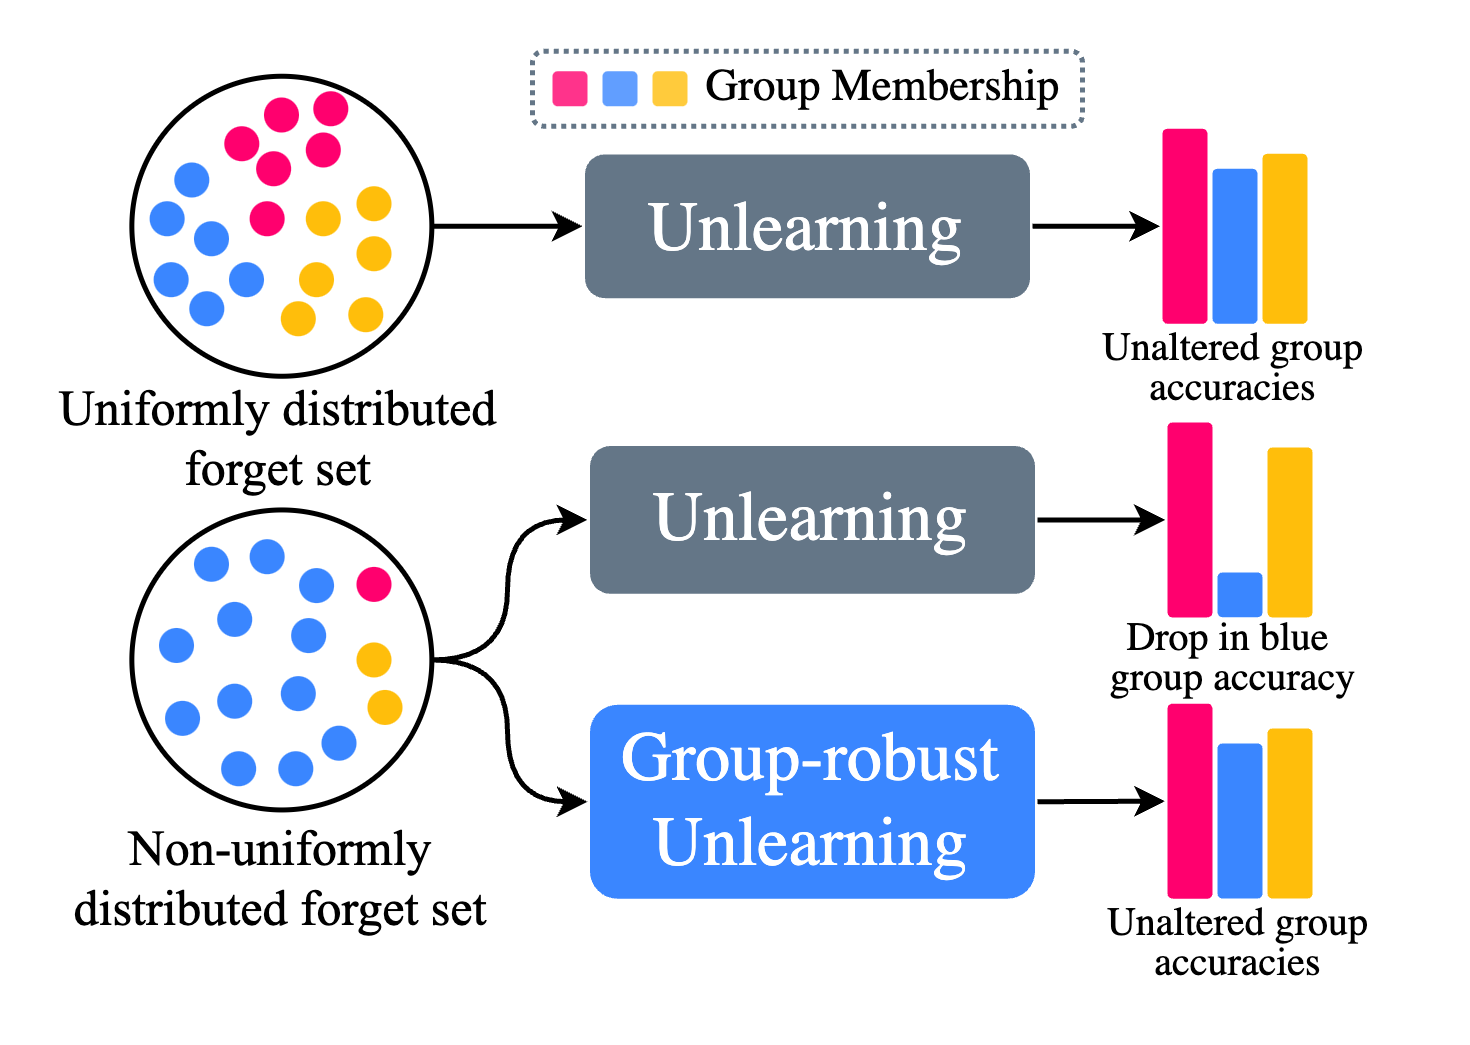 Group Membership
Unlearning
Unaltered group
accuracies
Uniformly distributed
forget set
Unlearning
Drop in blue
group accuracy
Group-robust
Unlearning
Non-uniformly
distributed forget set
Unaltered group
accuracies